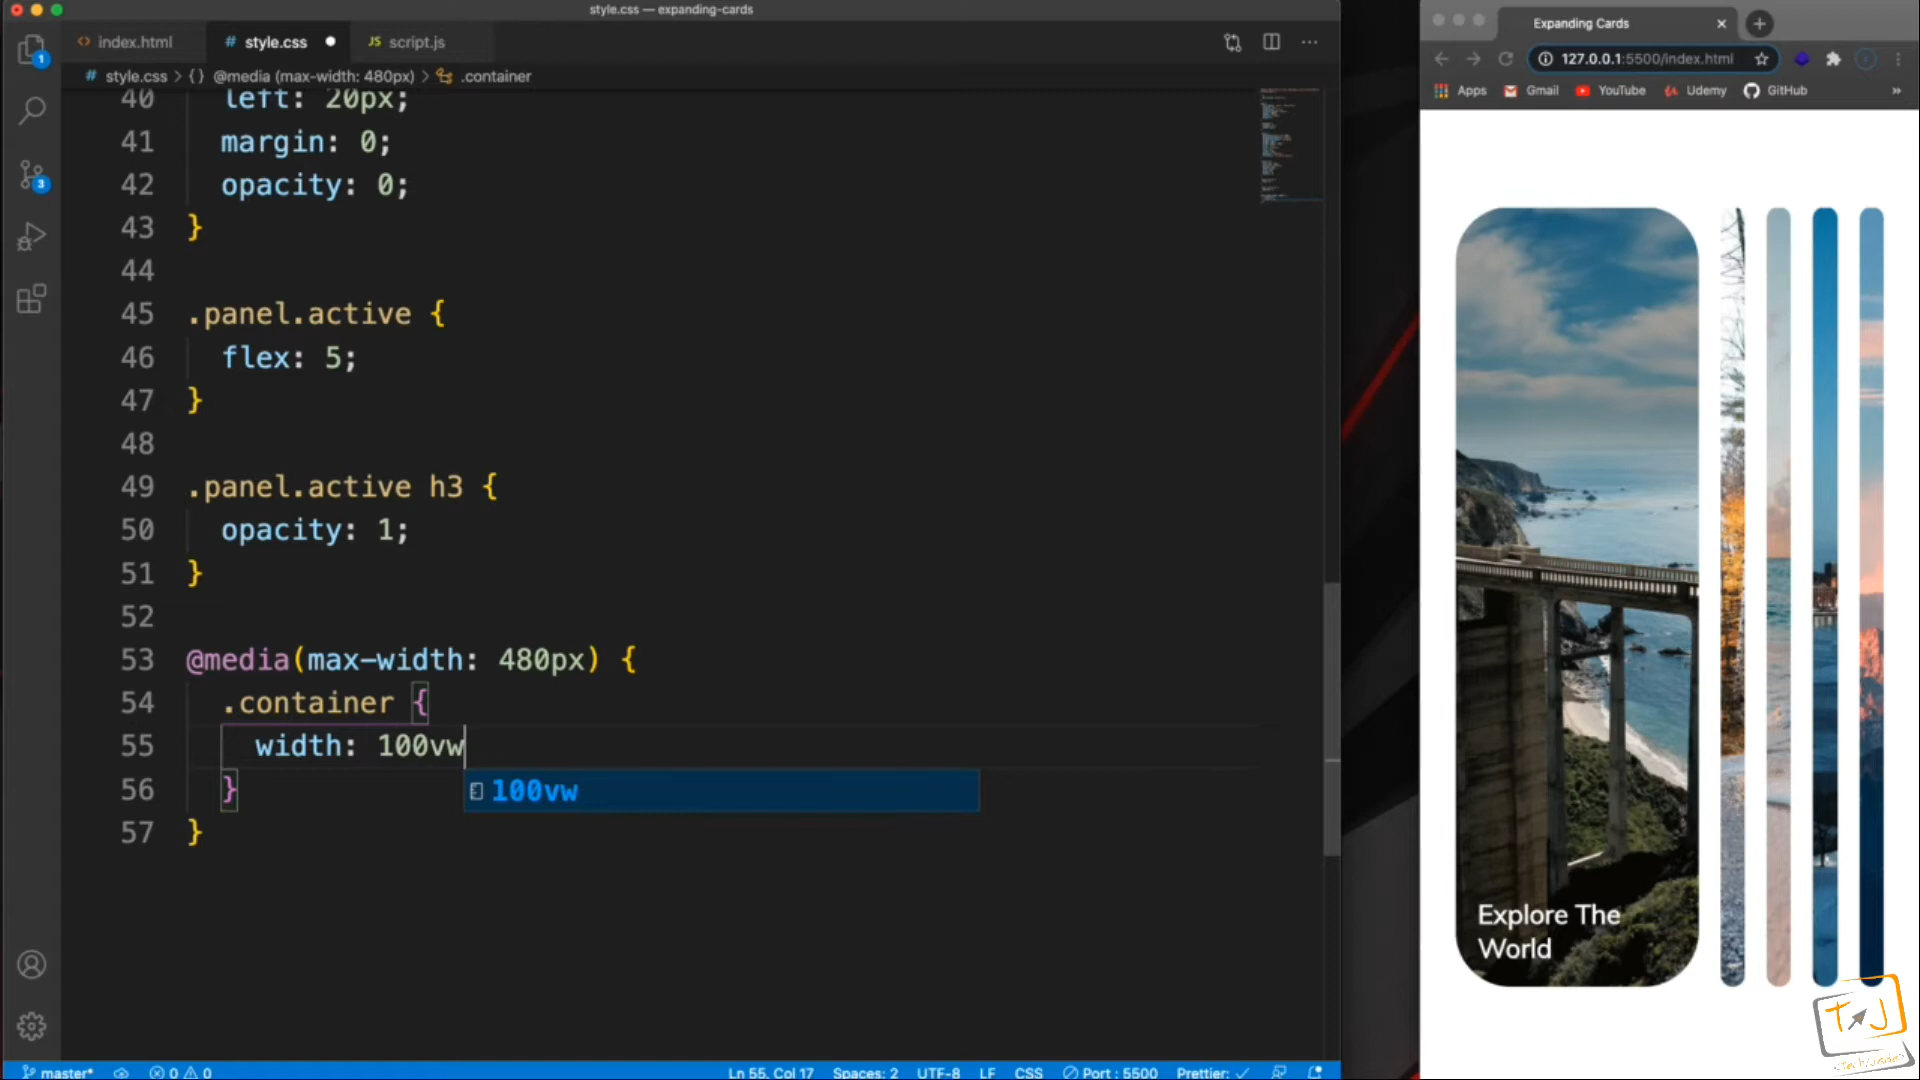 style.css — expanding-cards
Expanding Cards
index.html
# style.css
JS script.js
127.0.0.1:5500/index.html
# style.css > {} @media (max-width: 480px) > .container
Apps Gmail YouTube Udemy GitHub »
40 left: 20px;
41 margin: 0;
42 opacity: 0;
43 }
44
45 .panel.active {
46 flex: 5;
47 }
48
49 .panel.active h3 {
50 opacity: 1;
51 }
52
53 @media(max-width: 480px) {
54 .container {
55 width: 100vw
56 }
100vw
57 }
1
3
Explore The
World
TJ
master* 0 0 Ln 55, Col 17 Spaces: 2 UTF-8 LF CSS Port : 5500 Prettier: ✓